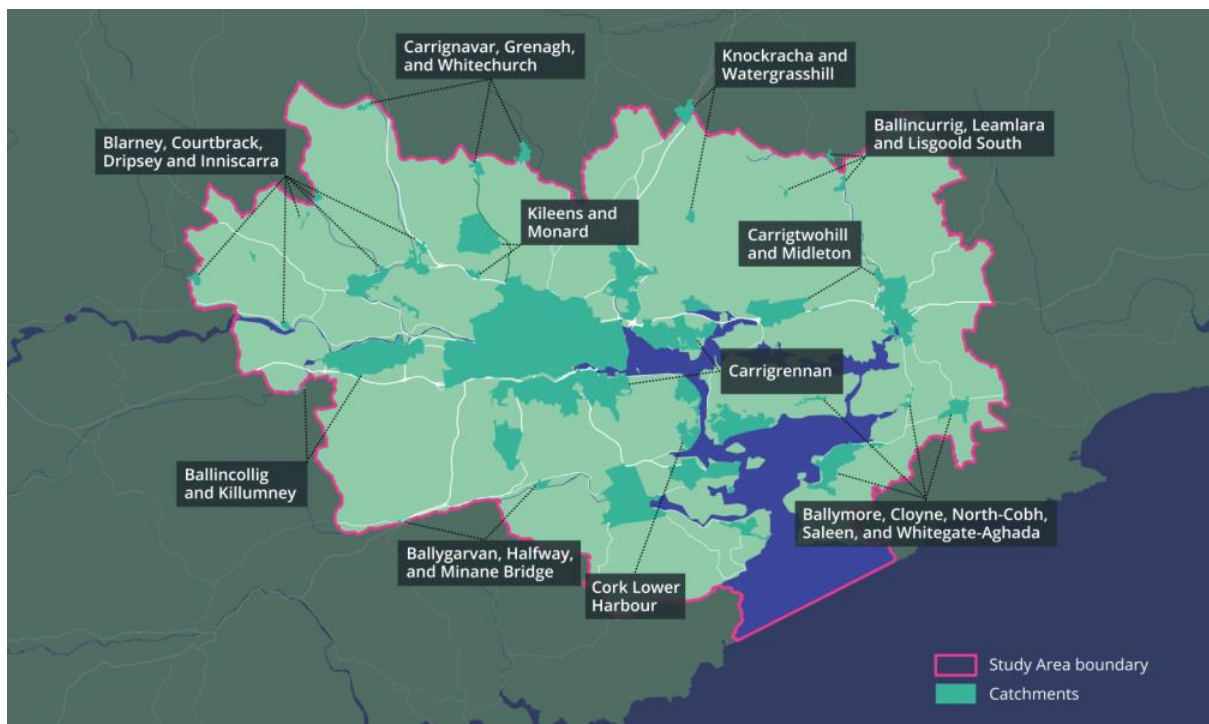 Carrignavar, Grenagh,
and Whitechurch
Knockracha and
Watergrasshill
Blarney, Courtbrack,
Dripsey and Inniscarra
Ballincurrig, Leamlara
and Lisgoold South
Kileens and
Monard
Carrigtwohill
and Midleton
Carrigrennan
Ballincollig
and Killumney
Ballymore, Cloyne, North-Cobh,
Saleen, and Whitegate-Aghada
Ballygarvan, Halfway,
and Minane Bridge
Cork Lower
Harbour
Study Area boundary
Catchments